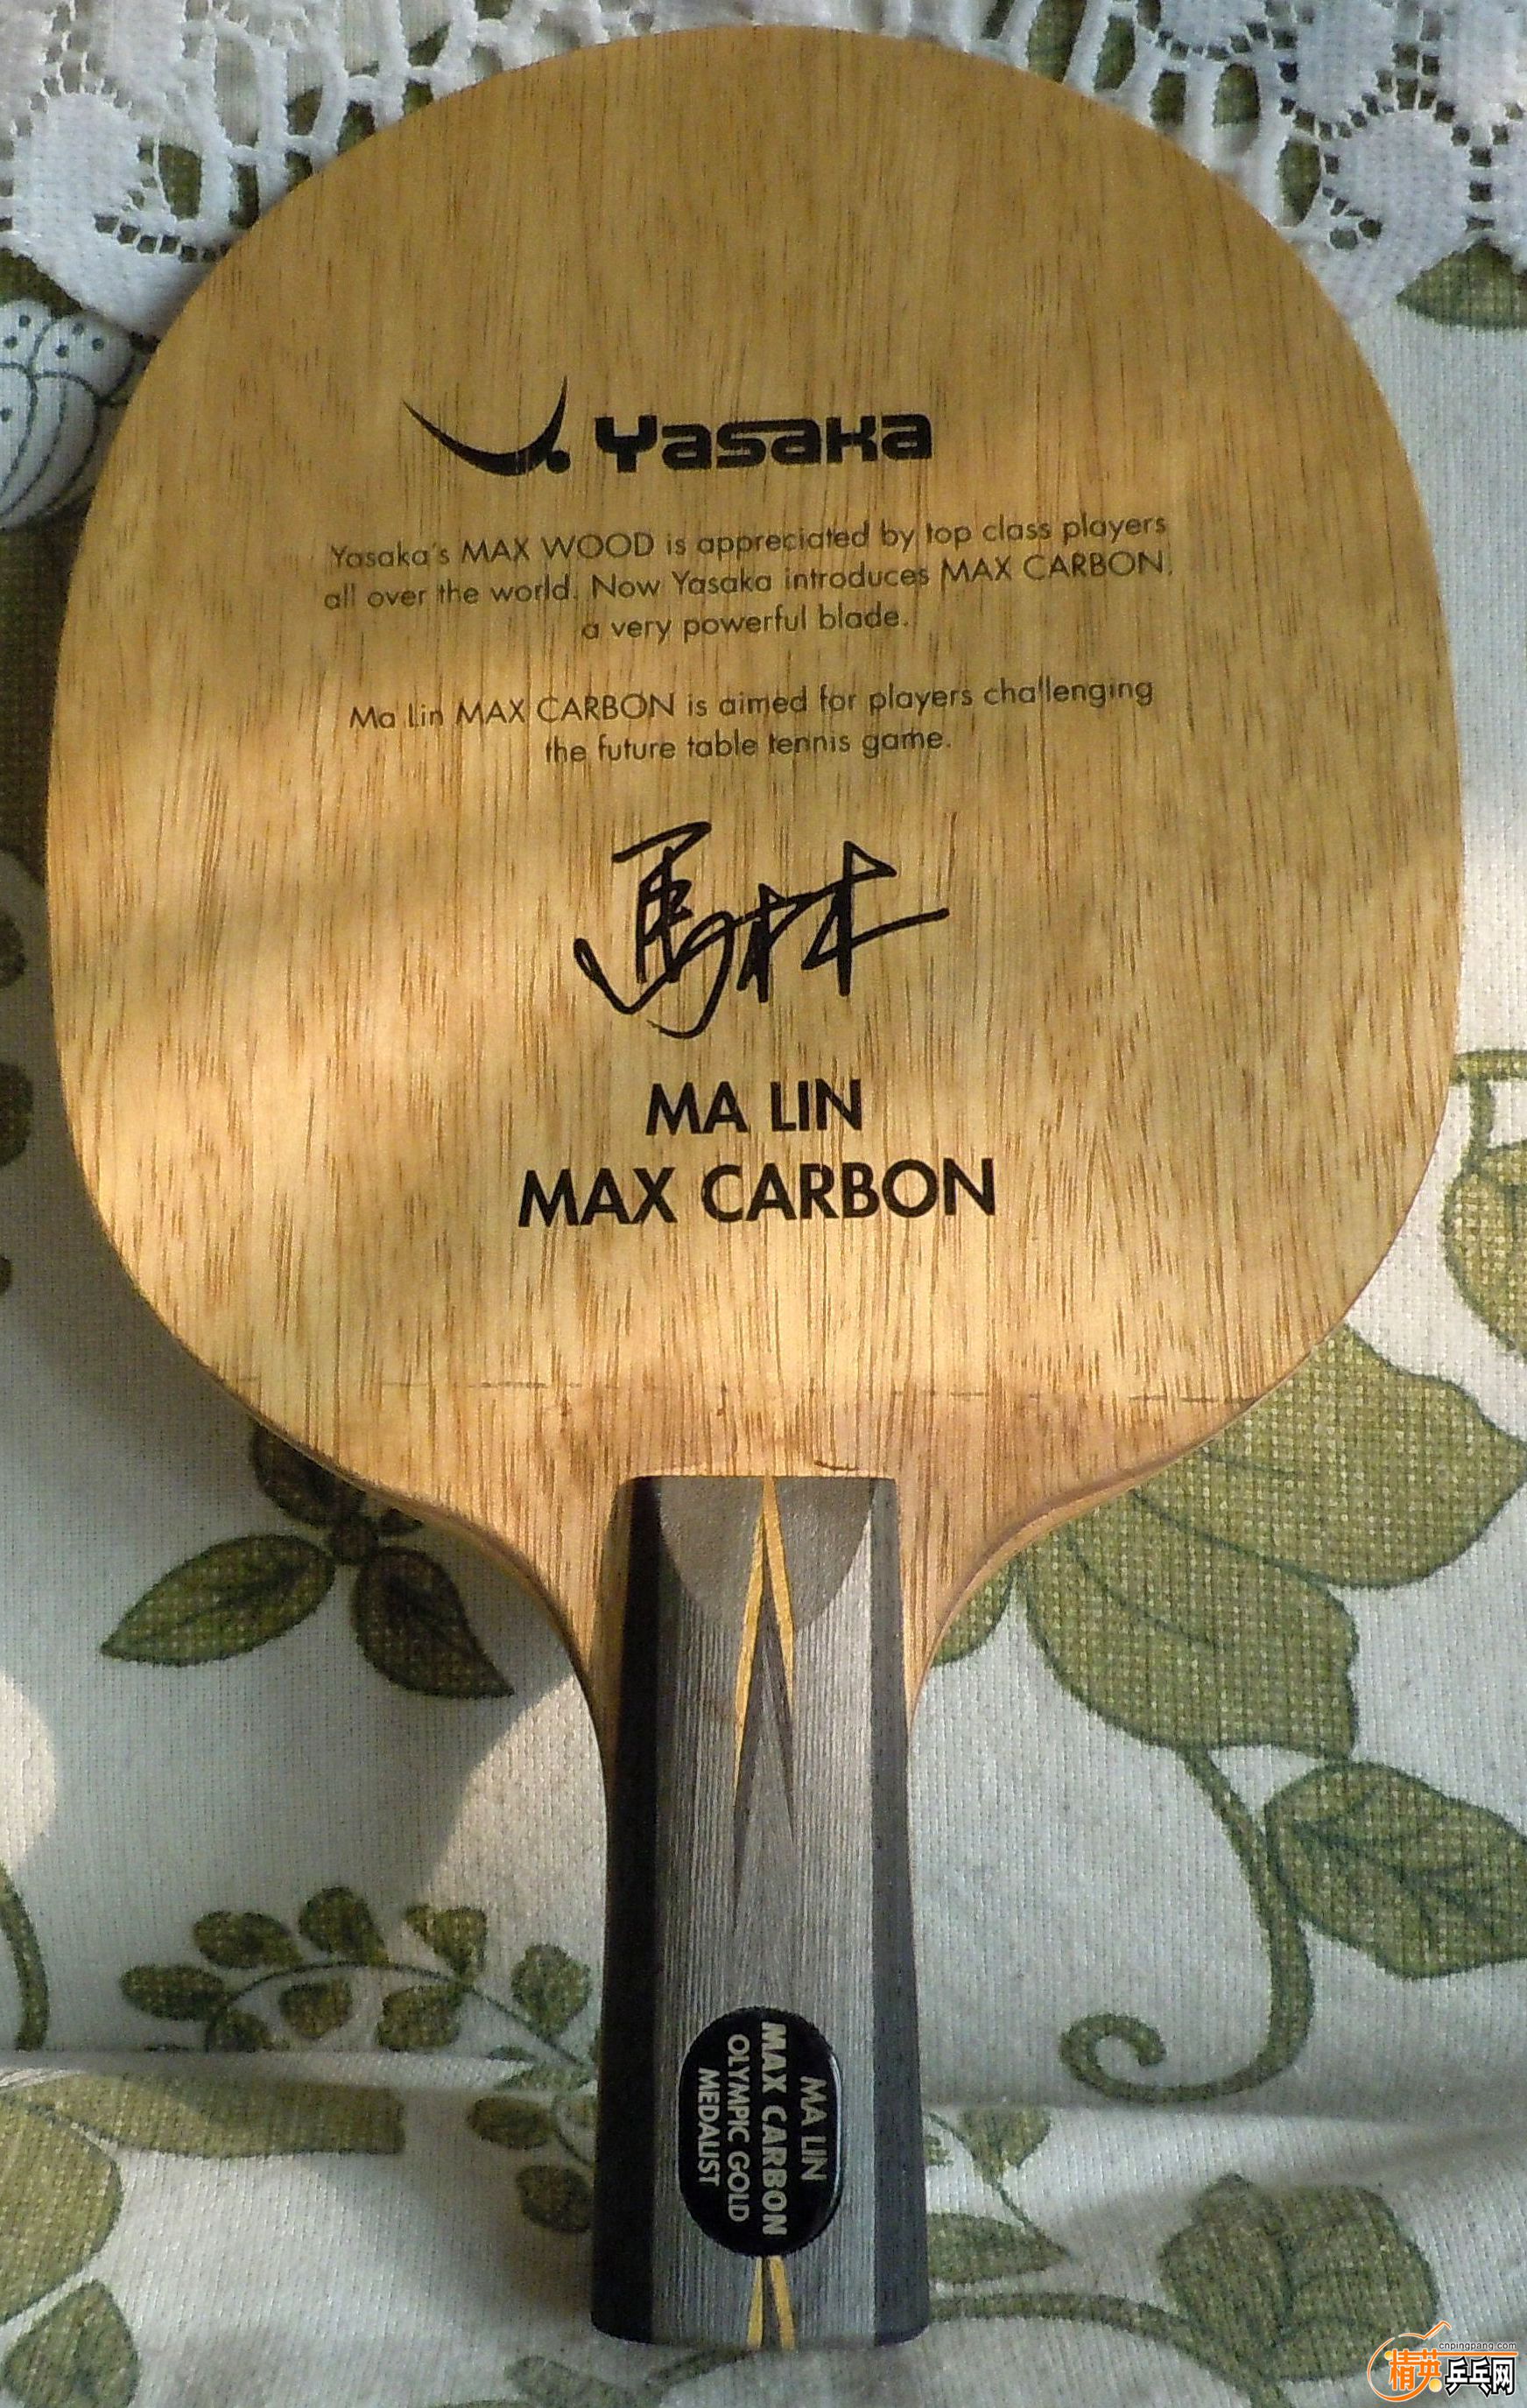 Yasaka
Yasaka's MAX WOOD is appreciated by top class players
all over the world. Now Yasaka introduces MAX CARBON,
a very powerful blade.
Ma Lin MAX CARBON is aimed for players challenging
the future table tennis game.
馬林
MA LIN
MAX CARBON
MA LIN
MAX CARBON
OLYMPIC GOLD
MEDALIST
cnpingpang.com
精英乒乓网